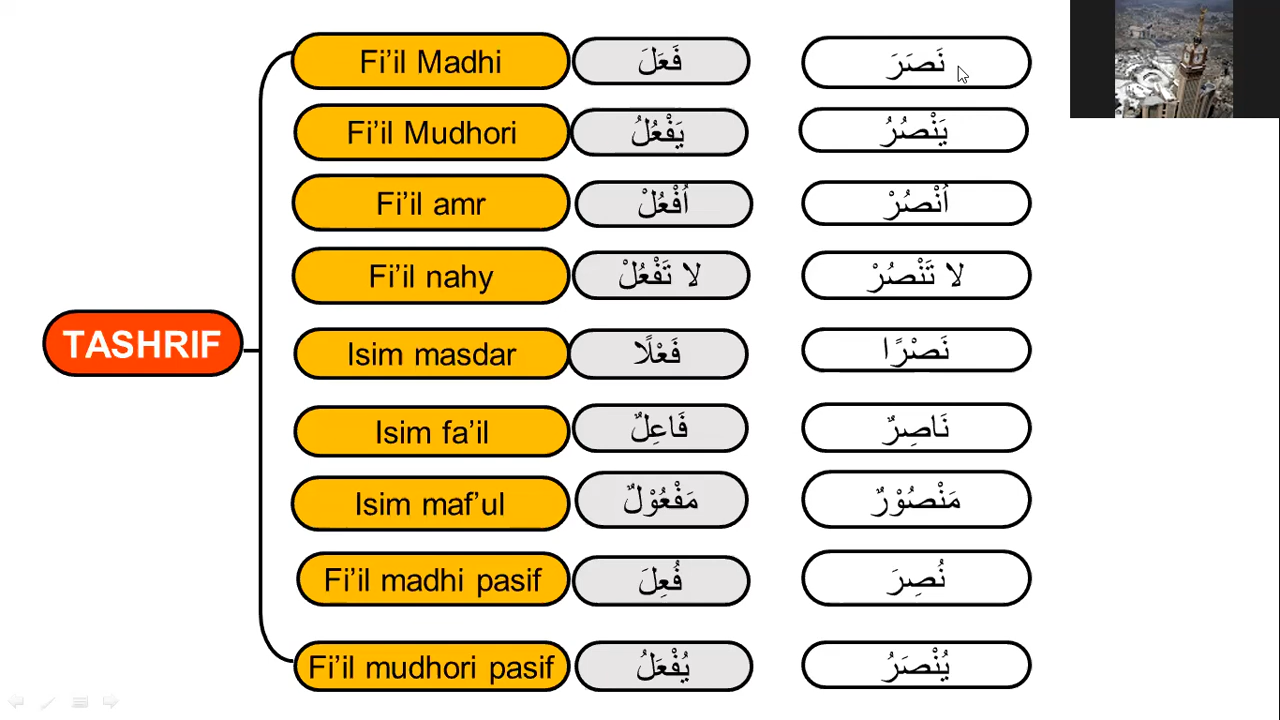 TASHRIF
Fi’il Madhi فَعَلَ نَصَرَ
Fi’il Mudhori يَفْعُلُ يَنْصُرُ
Fi’il amr اُفْعُلْ اُنْصُرْ
Fi’il nahy لا تَفْعُلْ لا تَنْصُرْ
Isim masdar فَعْلًا نَصْرًا
Isim fa’il فَاعِلٌ نَاصِرٌ
Isim maf’ul مَفْعُوْلٌ مَنْصُوْرٌ
Fi’il madhi pasif فُعِلَ نُصِرَ
Fi’il mudhori pasif يُفْعَلُ يُنْصَرُ